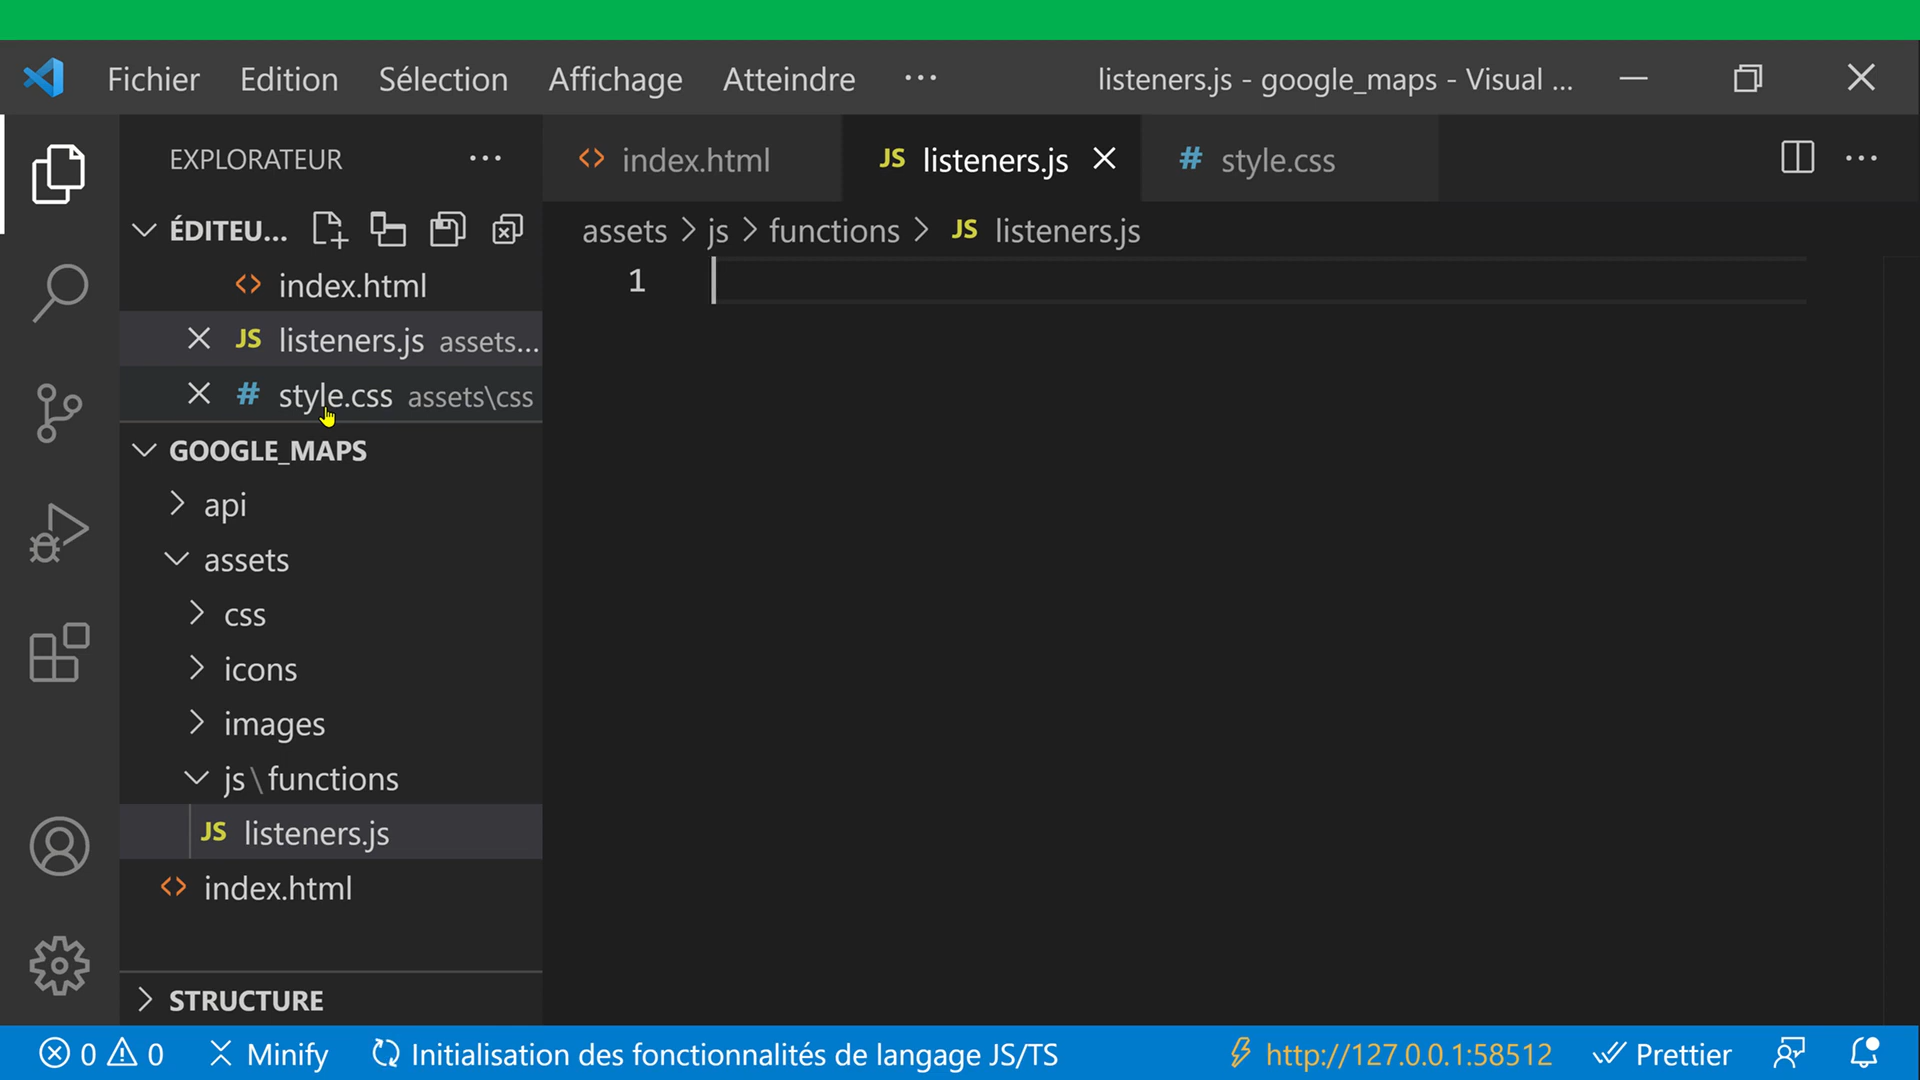 Fichier Edition Sélection Affichage Atteindre ··· listeners.js - google_maps - Visual ...
EXPLORATEUR ···
index.html
JS listeners.js
# style.css
···
ÉDITEU...
assets > js > functions > JS listeners.js
1
index.html
JS listeners.js assets...
# style.css assets\css
GOOGLE_MAPS
api
assets
css
icons
images
js\functions
JS listeners.js
index.html
STRUCTURE
0 0 Minify Initialisation des fonctionnalités de langage JS/TS http://127.0.0.1:58512 Prettier